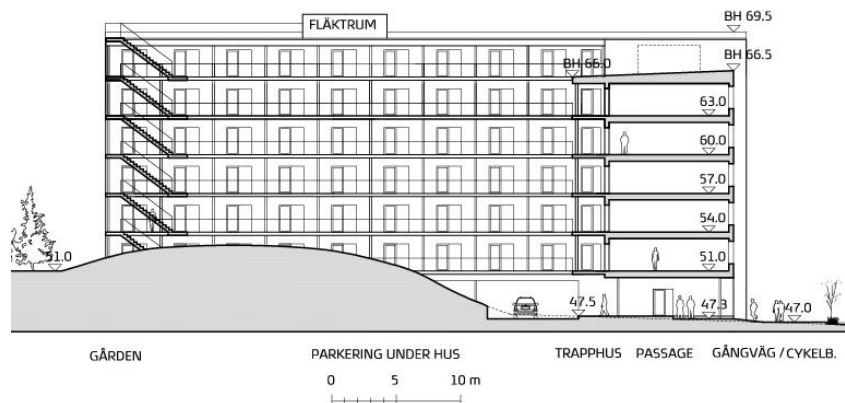 FLÄKTRUM
BH 69.5
BH 66.5
BH 66.0
63.0
60.0
57.0
54.0
51.0
51.0
47.5
47.3
47.0
GÅRDEN
PARKERING UNDER HUS
TRAPPHUS
PASSAGE
GÅNGVÄG / CYKELB.
0 5 10 m